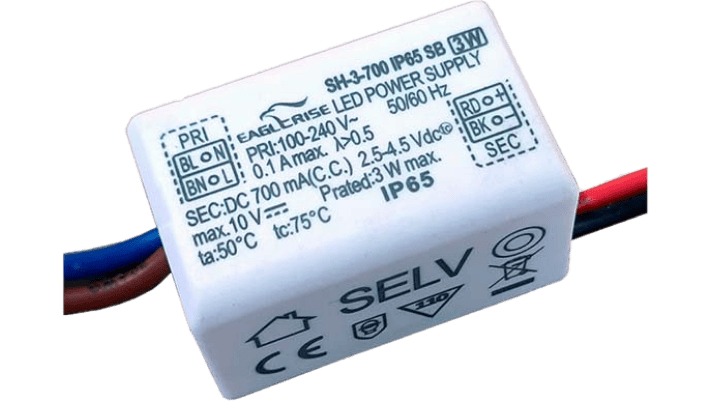 SH-3-700 IP65 SB 3W
EAGLERISE LED POWER SUPPLY
PRI:100-240 V~ 50/60 Hz
0.1 A max. λ>0.5
SEC:DC 700 mA(C.C.) 2.5-4.5 Vdc
max.10 V⎓ Prated:3 W max.
ta:50°C tc:75°C IP65
PRI
BL N
BN L
RD +
BK -
SEC
SELV
CE
110